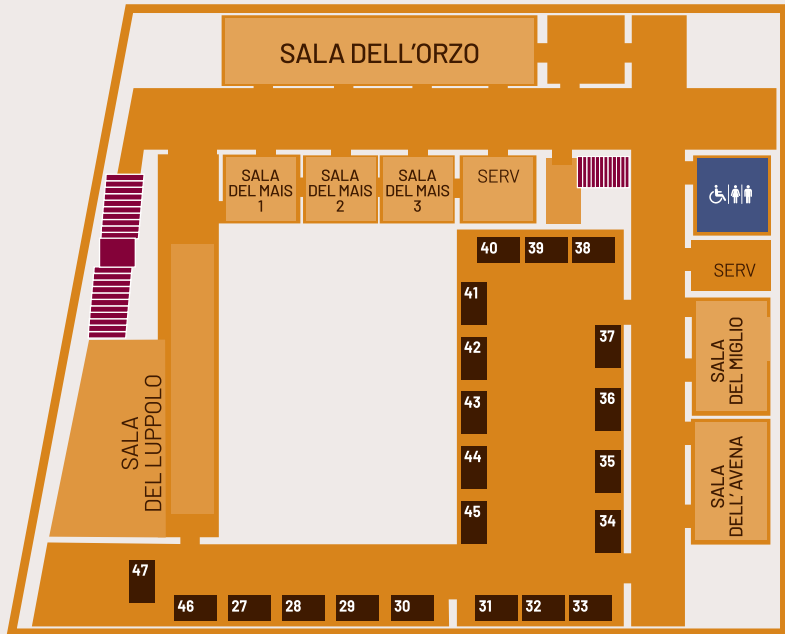 SALA DELL'ORZO
SALA
DEL MAIS
1
SALA
DEL MAIS
2
SALA
DEL MAIS
3
SERV
40
39
38
SERV
41
37
42
SALA
DEL MIGLIO
36
43
SALA
DEL LUPPOLO
44
35
SALA
DELL'AVENA
45
34
47
46
27
28
29
30
31
32
33